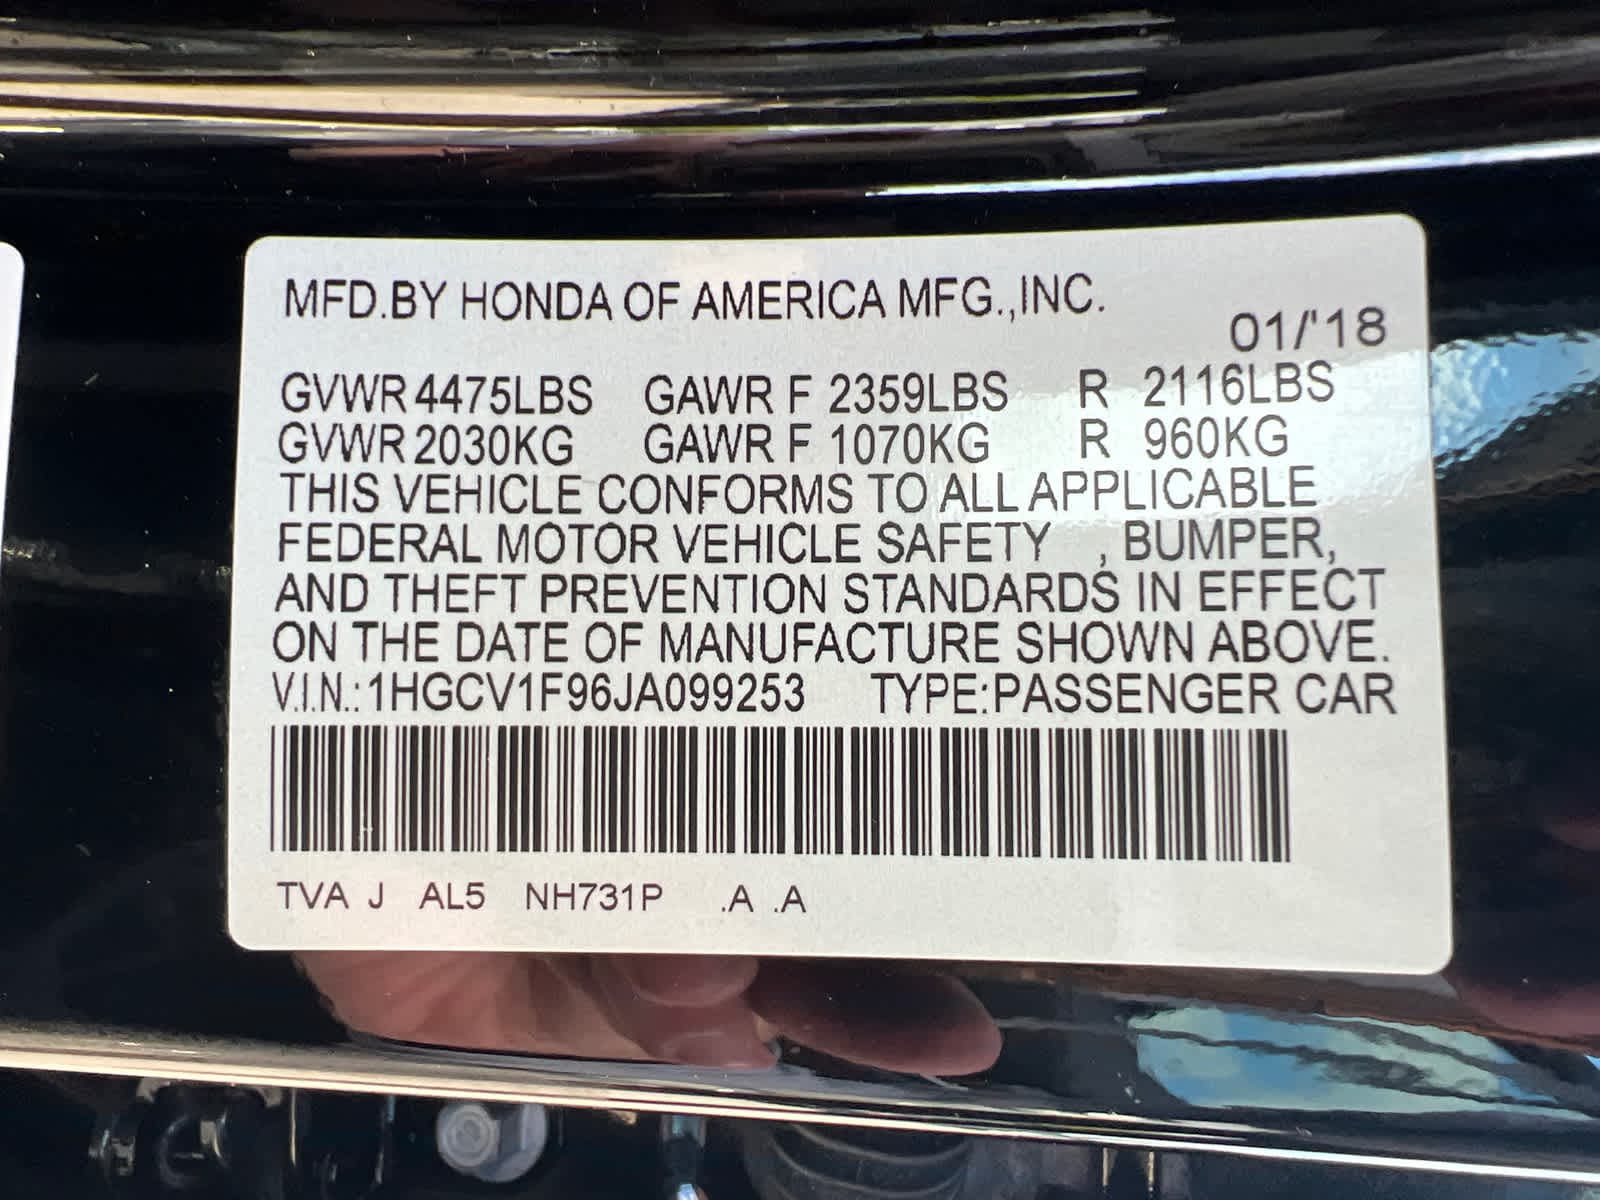 MFD.BY HONDA OF AMERICA MFG.,INC.
01/'18
GVWR 4475LBS GAWR F 2359LBS R 2116LBS
GVWR 2030KG GAWR F 1070KG R 960KG
THIS VEHICLE CONFORMS TO ALL APPLICABLE
FEDERAL MOTOR VEHICLE SAFETY , BUMPER,
AND THEFT PREVENTION STANDARDS IN EFFECT
ON THE DATE OF MANUFACTURE SHOWN ABOVE.
V.I.N.: 1HGCV1F96JA099253 TYPE:PASSENGER CAR
TVA J AL5 NH731P .A .A